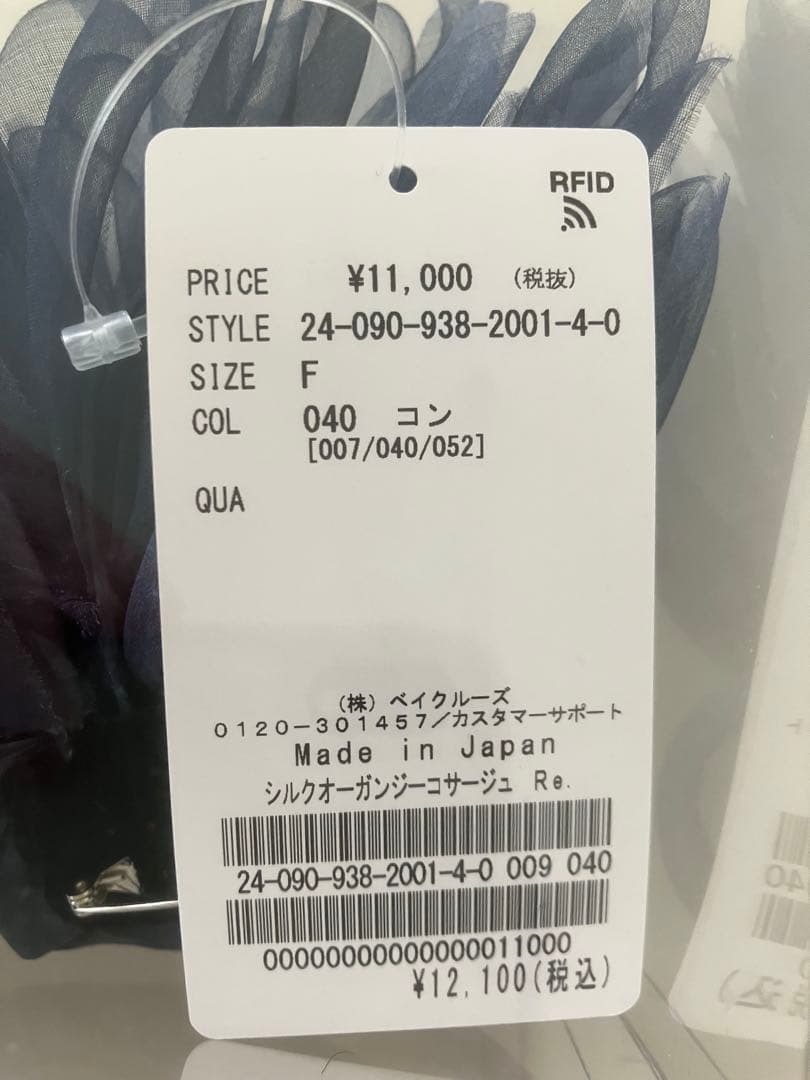 RFID
PRICE ¥11,000 (税抜)
STYLE 24-090-938-2001-4-0
SIZE F
COL 040 コン
[007/040/052]
QUA
(株)ベイクルーズ
0120-301457/カスタマーサポート
Made in Japan
シルクオーガンジーコサージュ Re.
24-090-938-2001-4-0 009 040
00000000000000011000
¥12,100(税込)